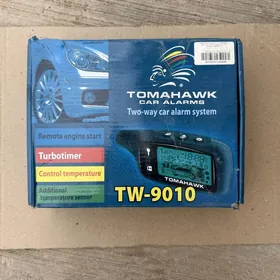 TOMAHAWK
CAR ALARMS
Two-way car alarm system
Remote engine start
Turbotimer
Control temperature
Additional
temperature sensor
TW-9010
TOMAHAWK